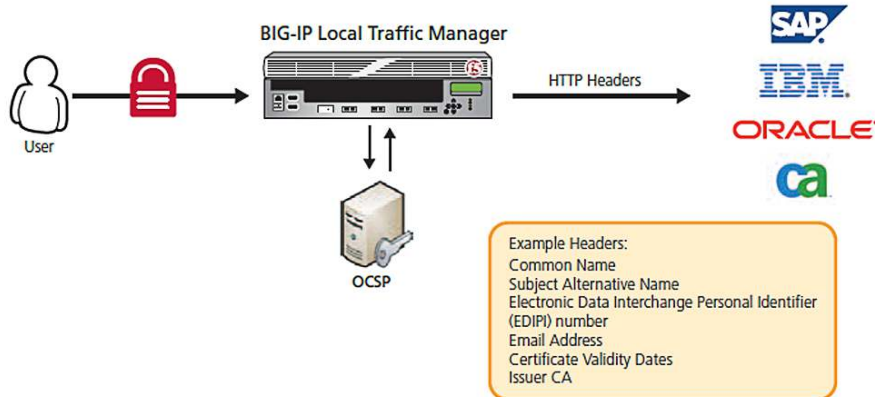 BIG-IP Local Traffic Manager
SAP
IBM.
ORACLE
ca
f5
HTTP Headers
User
OCSP
Example Headers:
Common Name
Subject Alternative Name
Electronic Data Interchange Personal Identifier
(EDIPI) number
Email Address
Certificate Validity Dates
Issuer CA